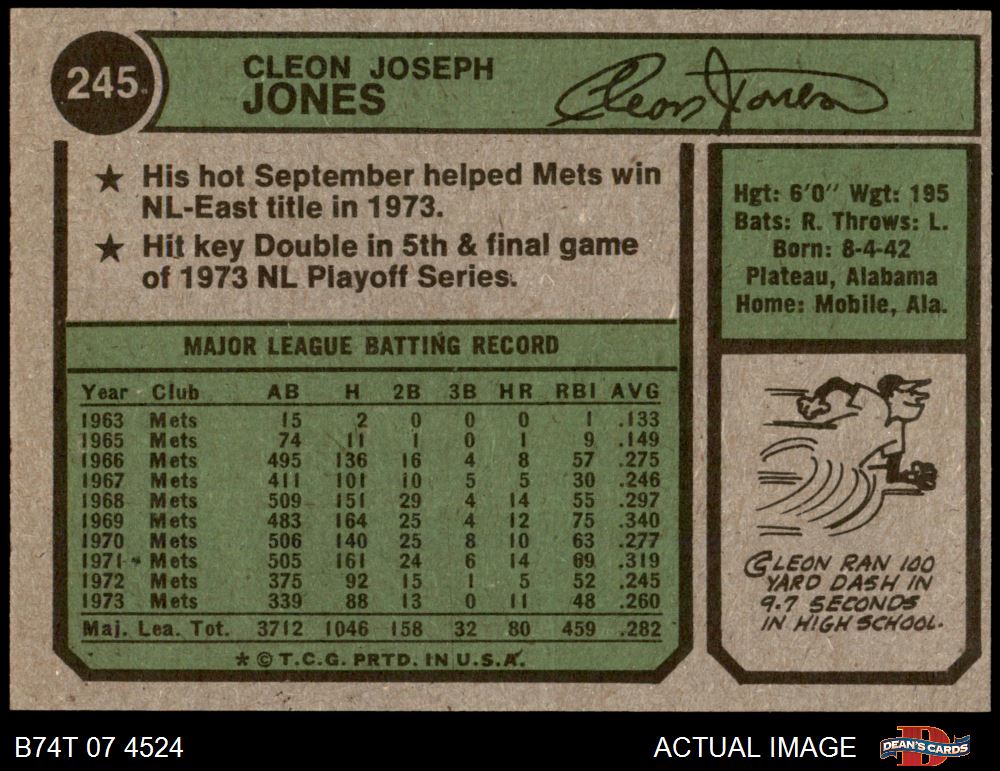 245.
CLEON JOSEPH
JONES
Cleon Jones
★ His hot September helped Mets win
NL-East title in 1973.
★ Hit key Double in 5th & final game
of 1973 NL Playoff Series.
Hgt: 6'0" Wgt: 195
Bats: R. Throws: L.
Born: 8-4-42
Plateau, Alabama
Home: Mobile, Ala.
MAJOR LEAGUE BATTING RECORD
Year Club AB H 2B 3B HR RBI AVG
1963 Mets 15 2 0 0 0 1 .133
1965 Mets 74 11 1 0 1 9 .149
1966 Mets 495 136 16 4 8 57 .275
1967 Mets 411 101 10 5 5 30 .246
1968 Mets 509 151 29 4 14 55 .297
1969 Mets 483 164 25 4 12 75 .340
1970 Mets 506 140 25 8 10 63 .277
1971 Mets 505 161 24 6 14 69 .319
1972 Mets 375 92 15 1 5 52 .245
1973 Mets 339 88 13 0 11 48 .260
Maj. Lea. Tot. 3712 1046 158 32 80 459 .282
★ © T.C.G. PRTD. IN U.S.A.
CLEON RAN 100
YARD DASH IN
9.7 SECONDS
IN HIGH SCHOOL.
B74T 07 4524
ACTUAL IMAGE
DEAN'S CARDS